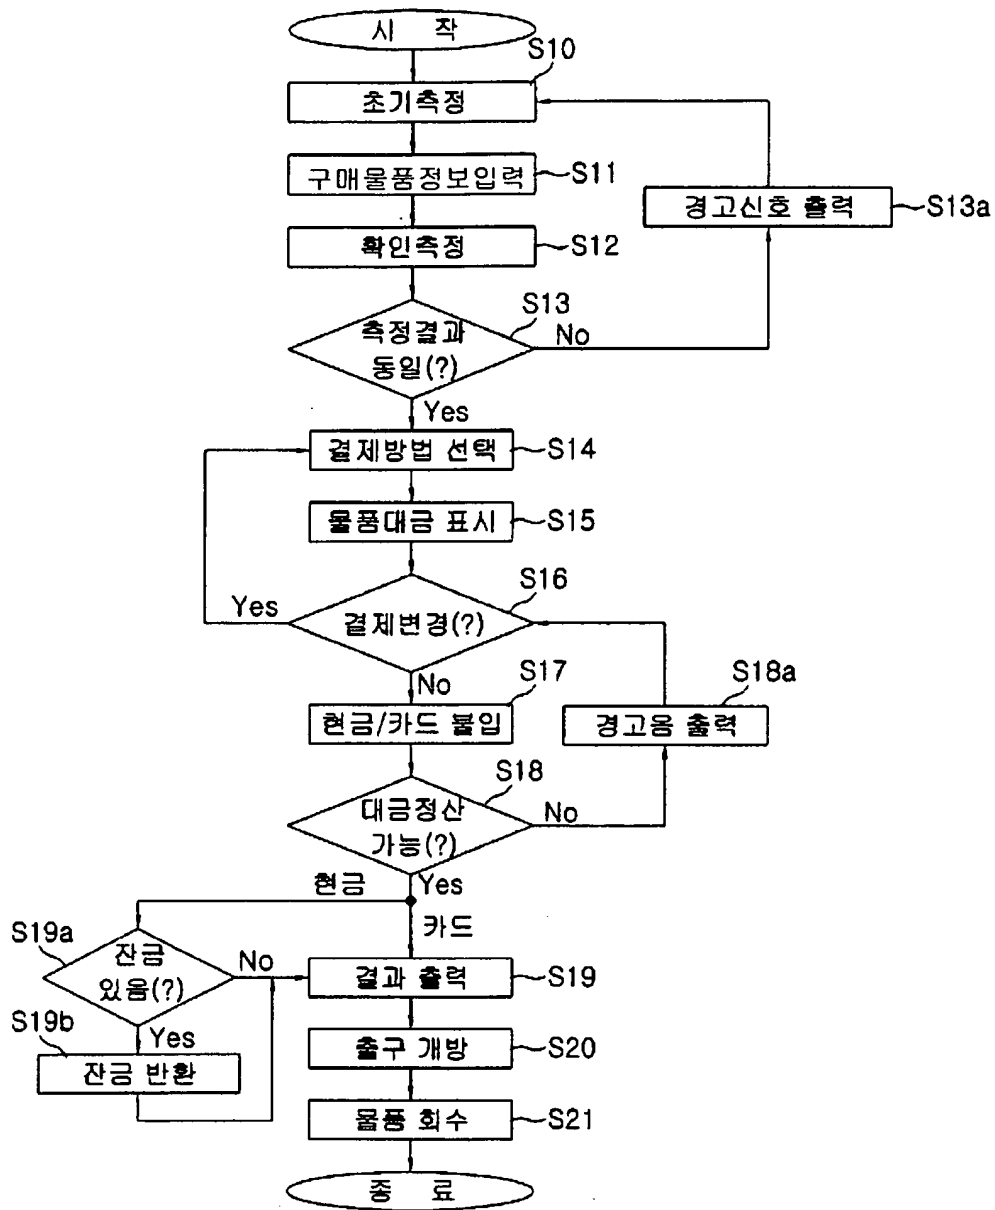 시 작
S10
초기측정
구매물품정보입력
S11
경고신호 출력
S13a
확인측정
S12
S13
측정결과
동일(?)
No
Yes
결제방법 선택
S14
물품대금 표시
S15
S16
Yes
결제변경(?)
No
S17
S18a
현금/카드 불입
경고음 출력
S18
대금정산
가능(?)
No
현금
Yes
카드
S19a
잔금
있음(?)
No
결과 출력
S19
S19b
Yes
잔금 반환
출구 개방
S20
물품 회수
S21
종 료